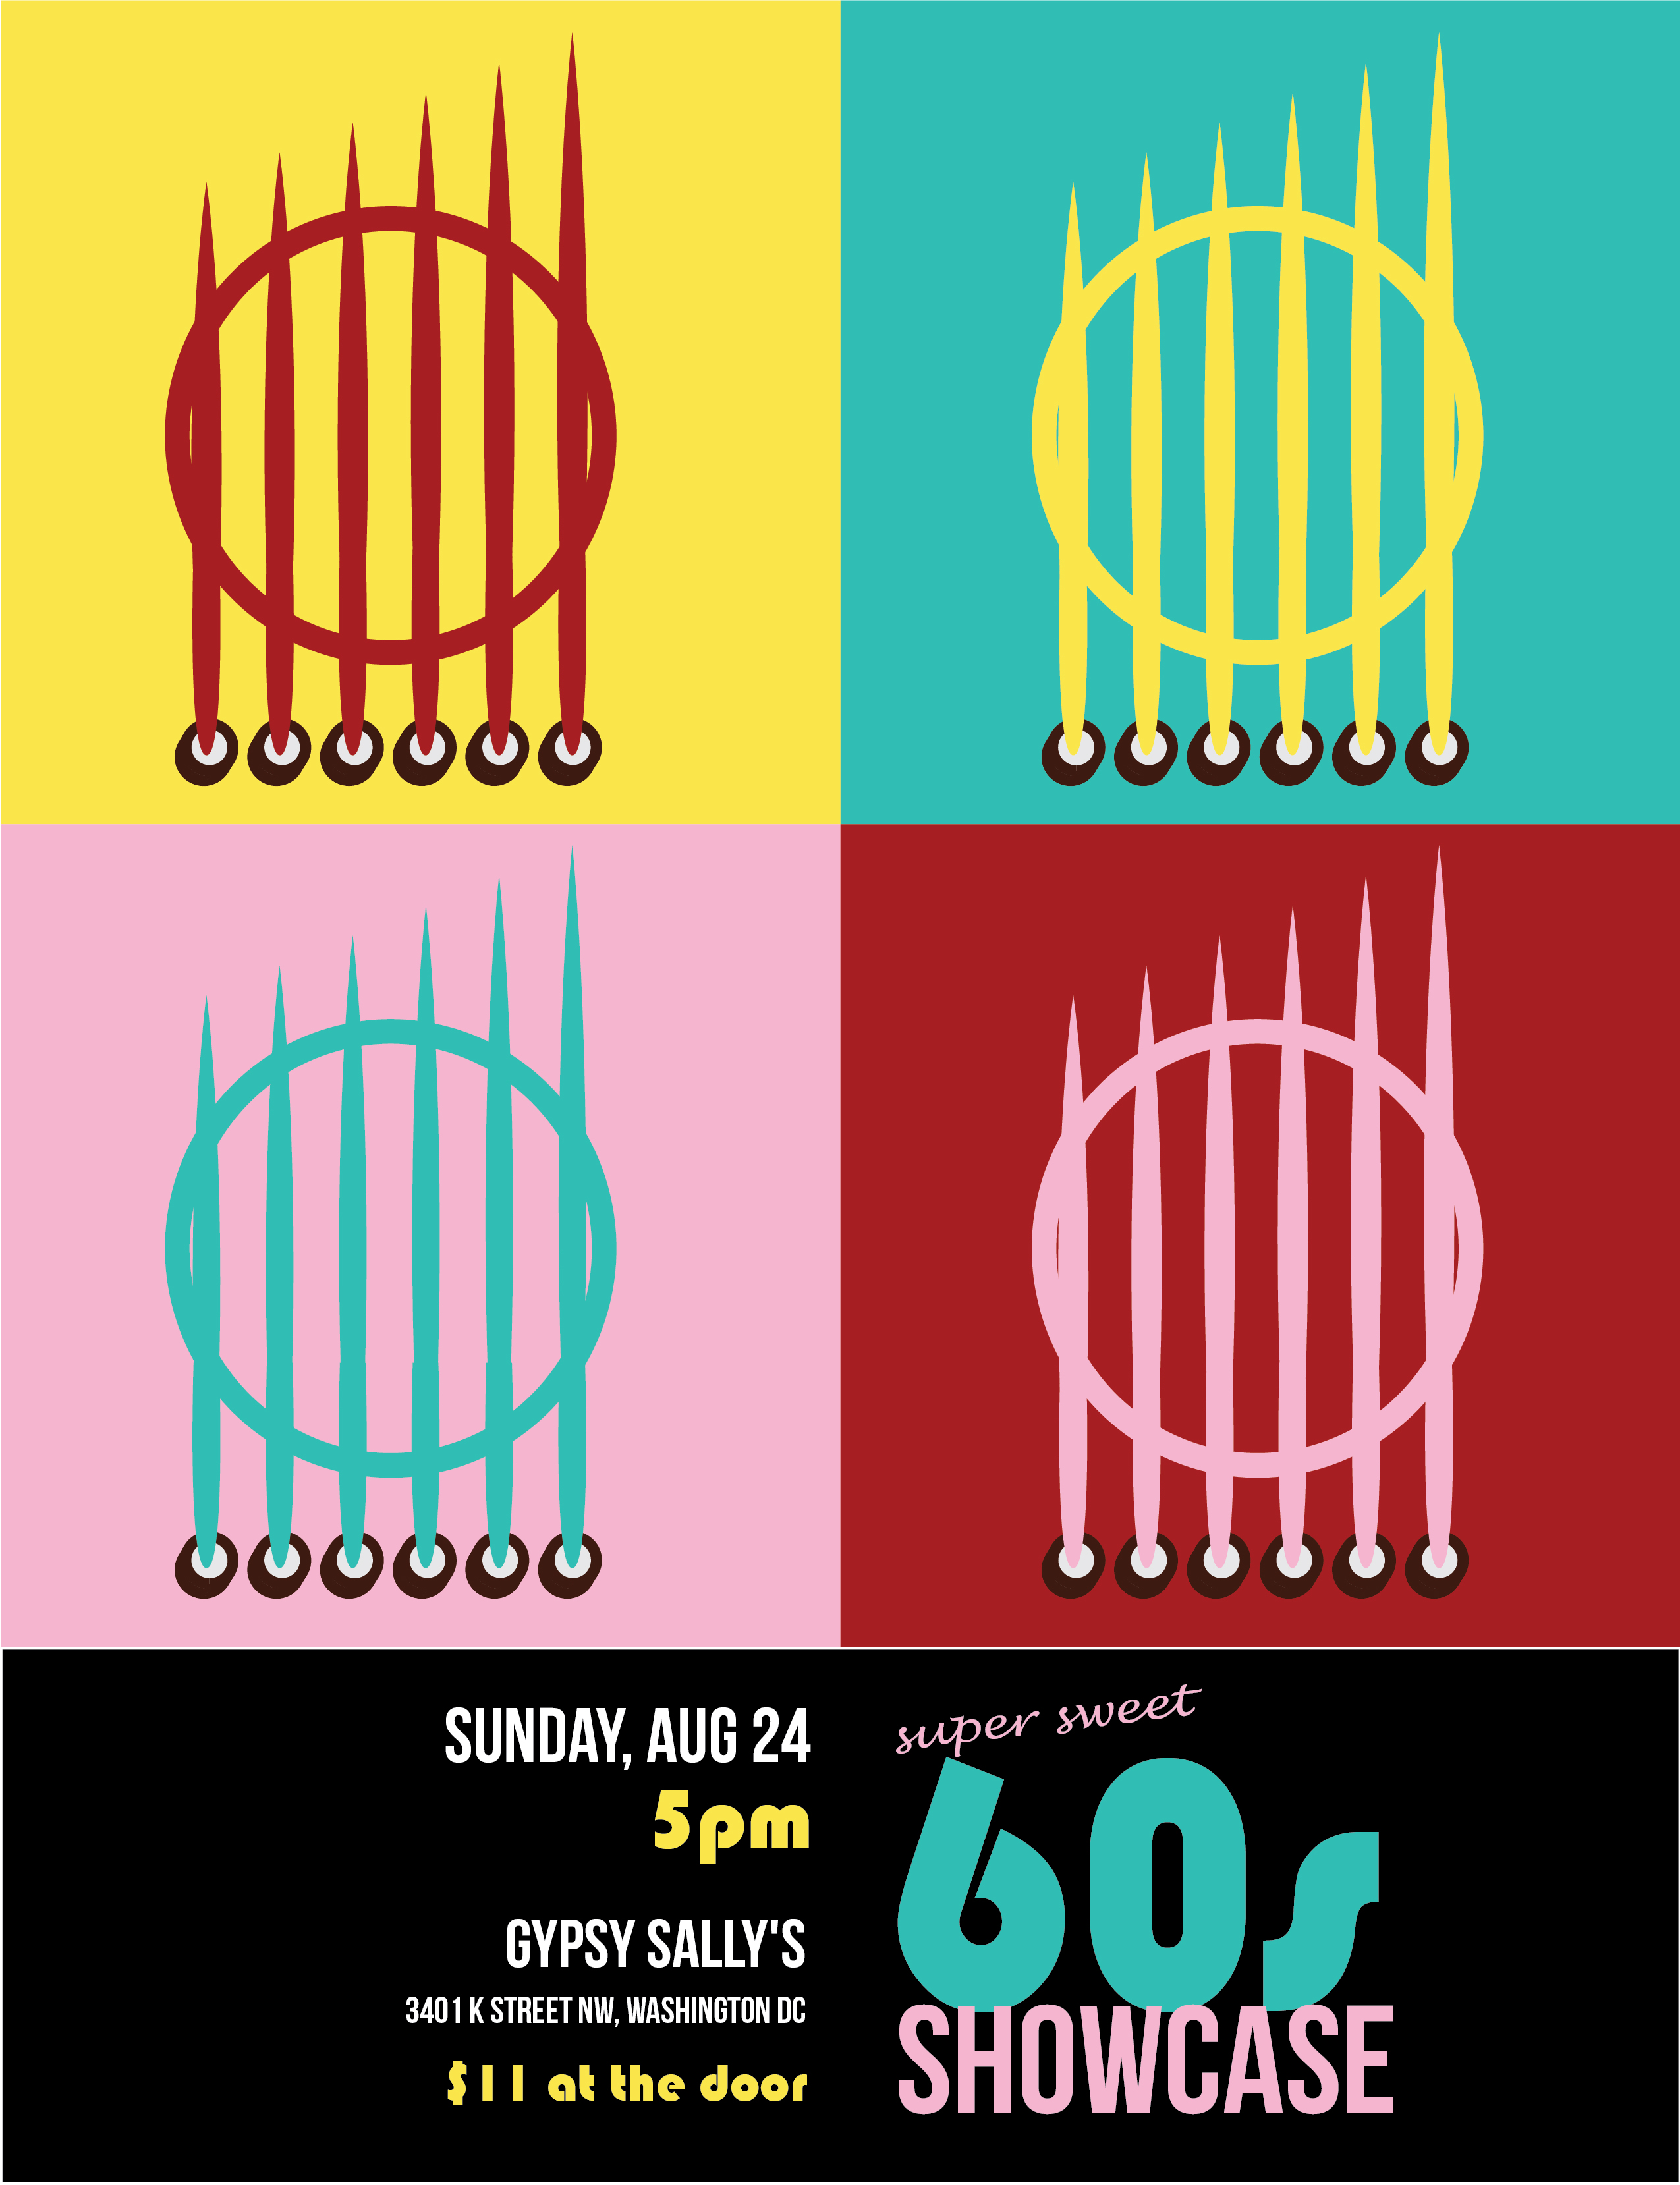 SUNDAY, AUG 24
5pm
GYPSY SALLY'S
3401 K STREET NW, WASHINGTON DC
$11 at the door
super sweet
60s
SHOWCASE